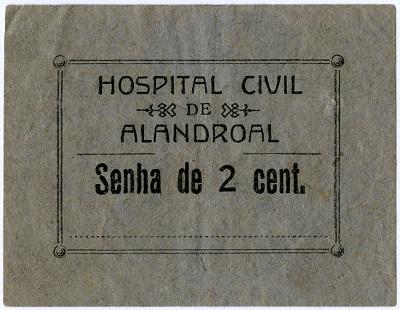 HOSPITAL CIVIL
DE
ALANDROAL
Senha de 2 cent.